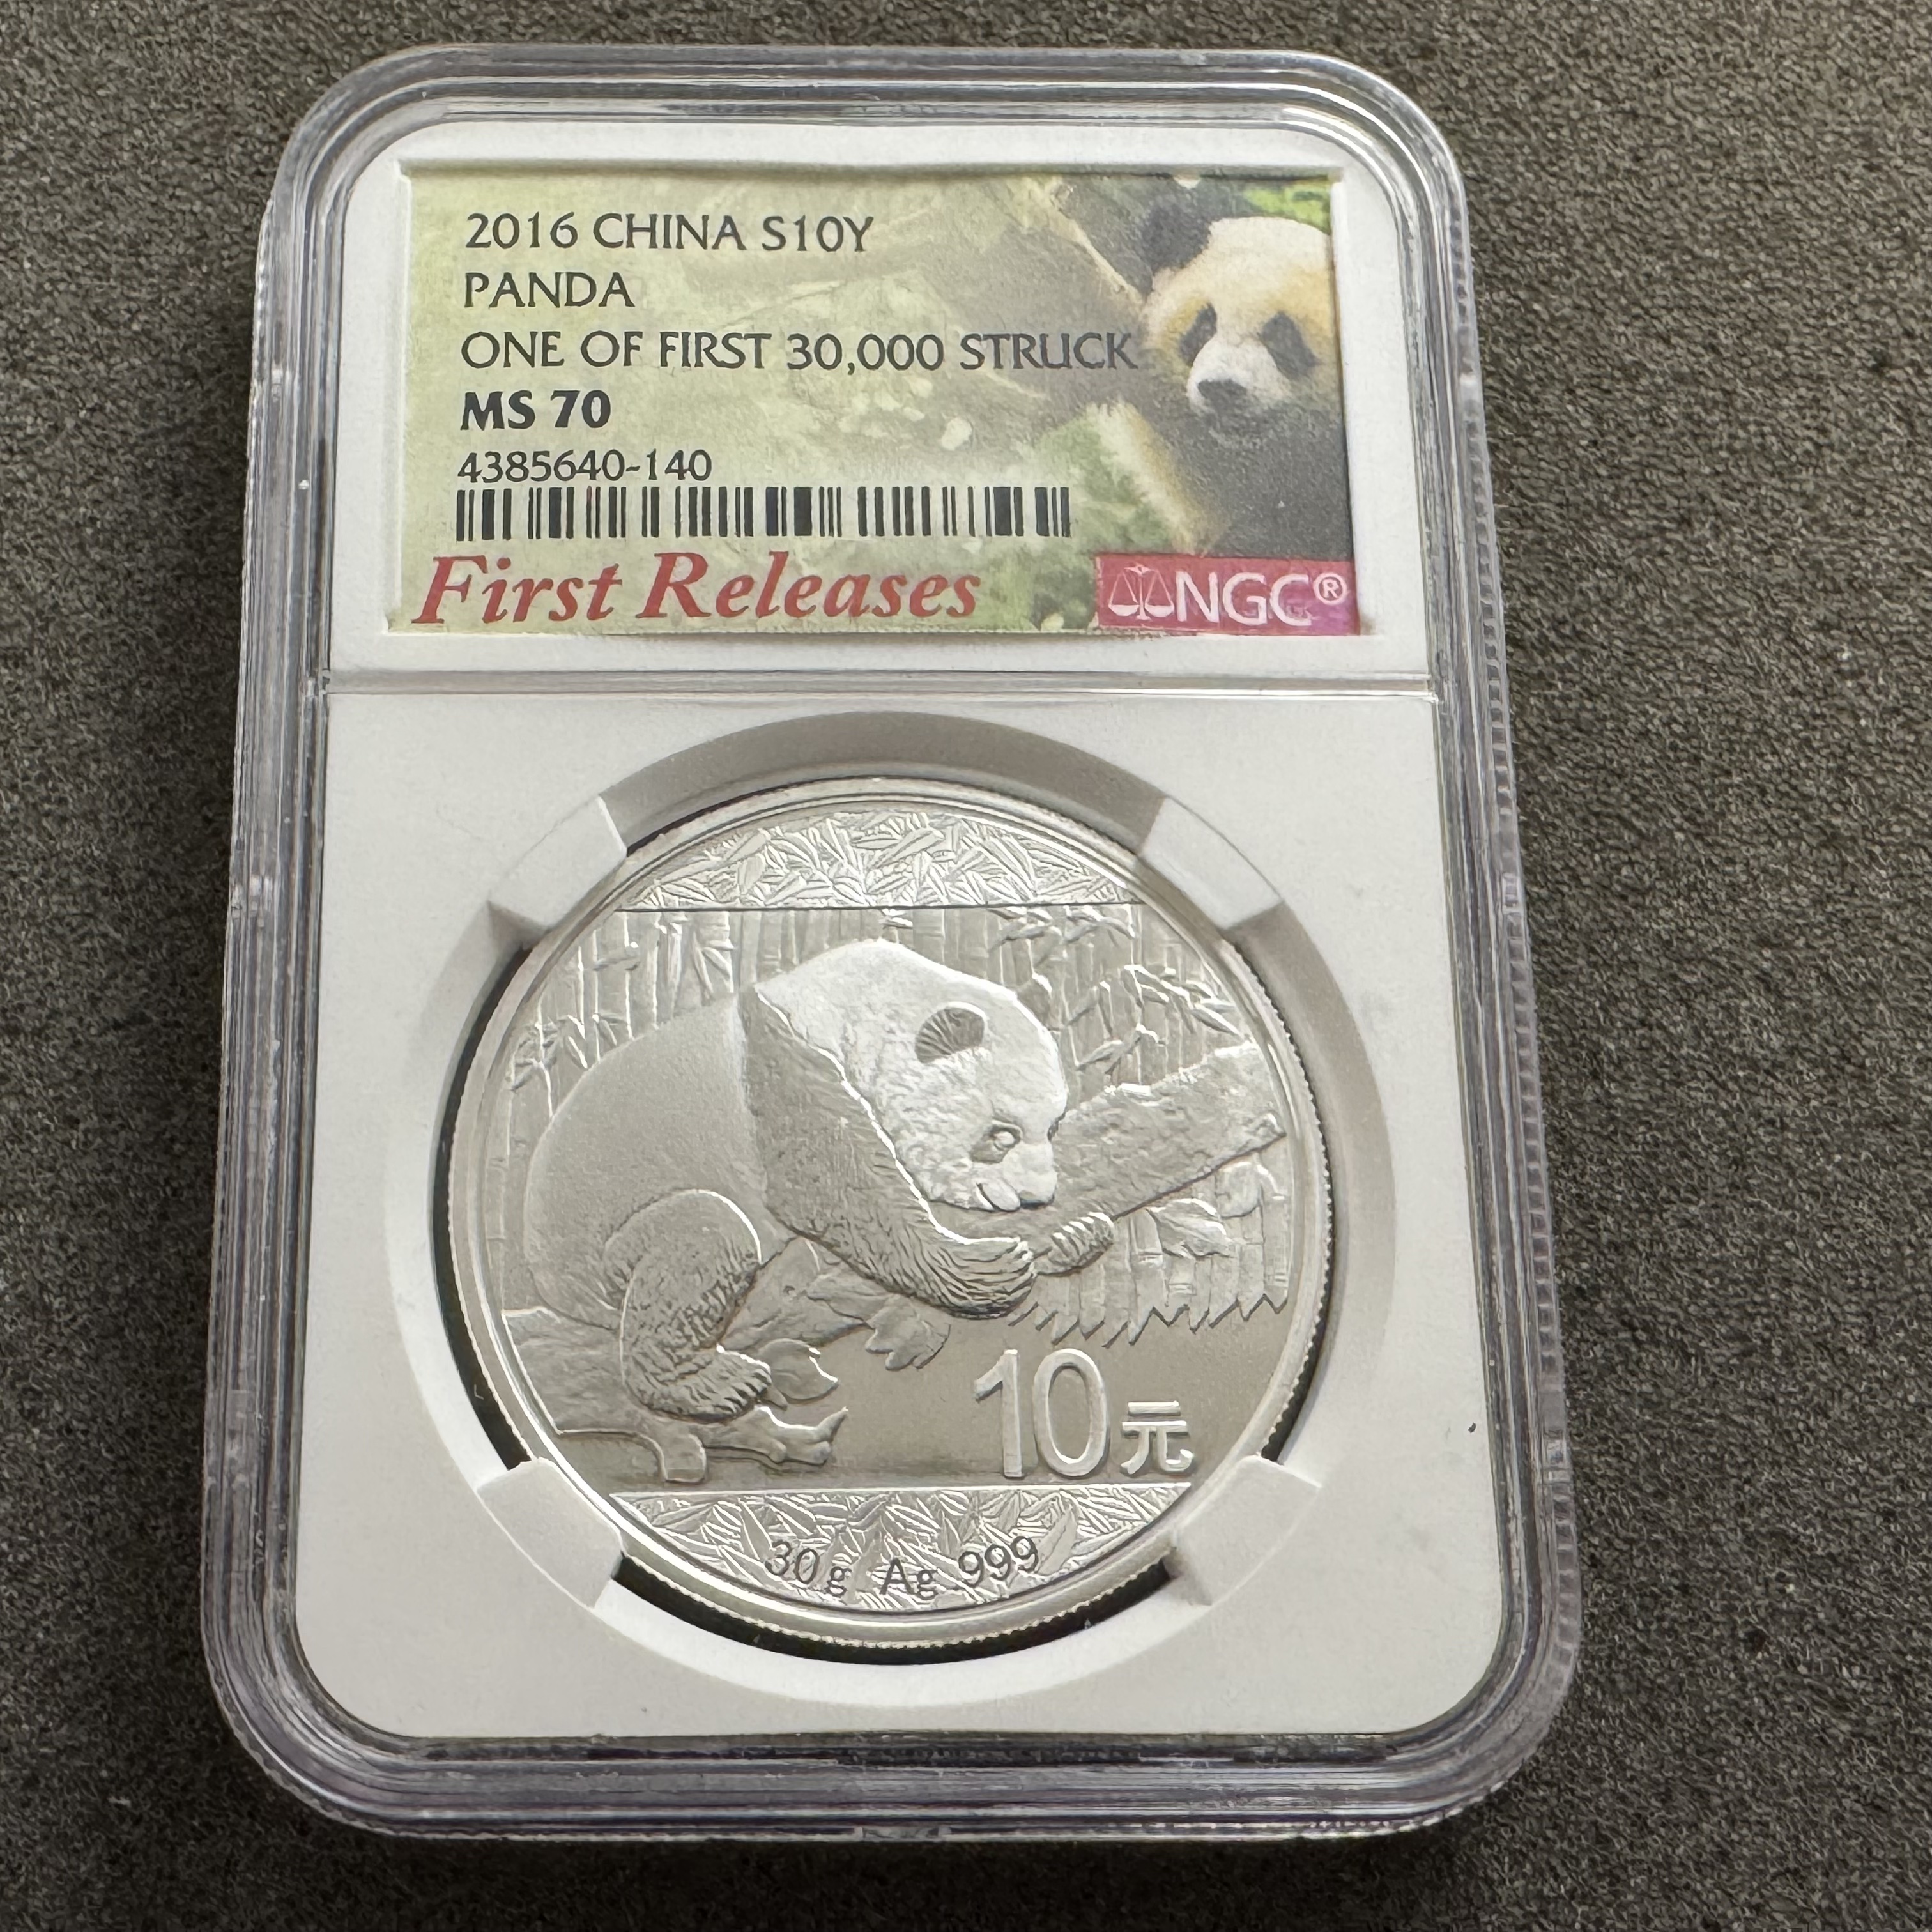 2016 CHINA S10Y
PANDA
ONE OF FIRST 30,000 STRUCK
MS 70
4385640-140
First Releases
NGC®
10元
30g Ag 999